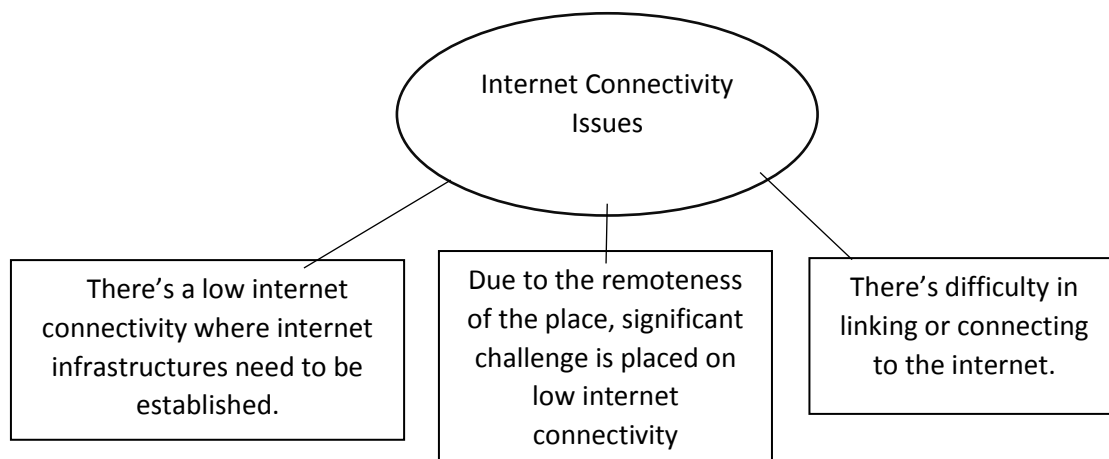 Internet Connectivity
Issues
There’s a low internet
connectivity where internet
infrastructures need to be
established.
Due to the remoteness
of the place, significant
challenge is placed on
low internet
connectivity
There’s difficulty in
linking or connecting
to the internet.